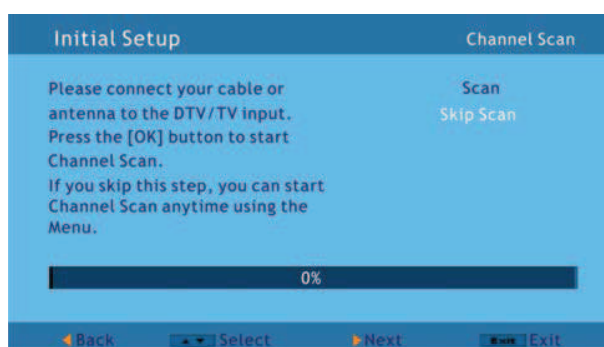 Initial Setup Channel Scan
Please connect your cable or
antenna to the DTV/TV input.
Press the [OK] button to start
Channel Scan.
If you skip this step, you can start
Channel Scan anytime using the
Menu.
Scan
Skip Scan
0%
Back Select Next EXIT Exit